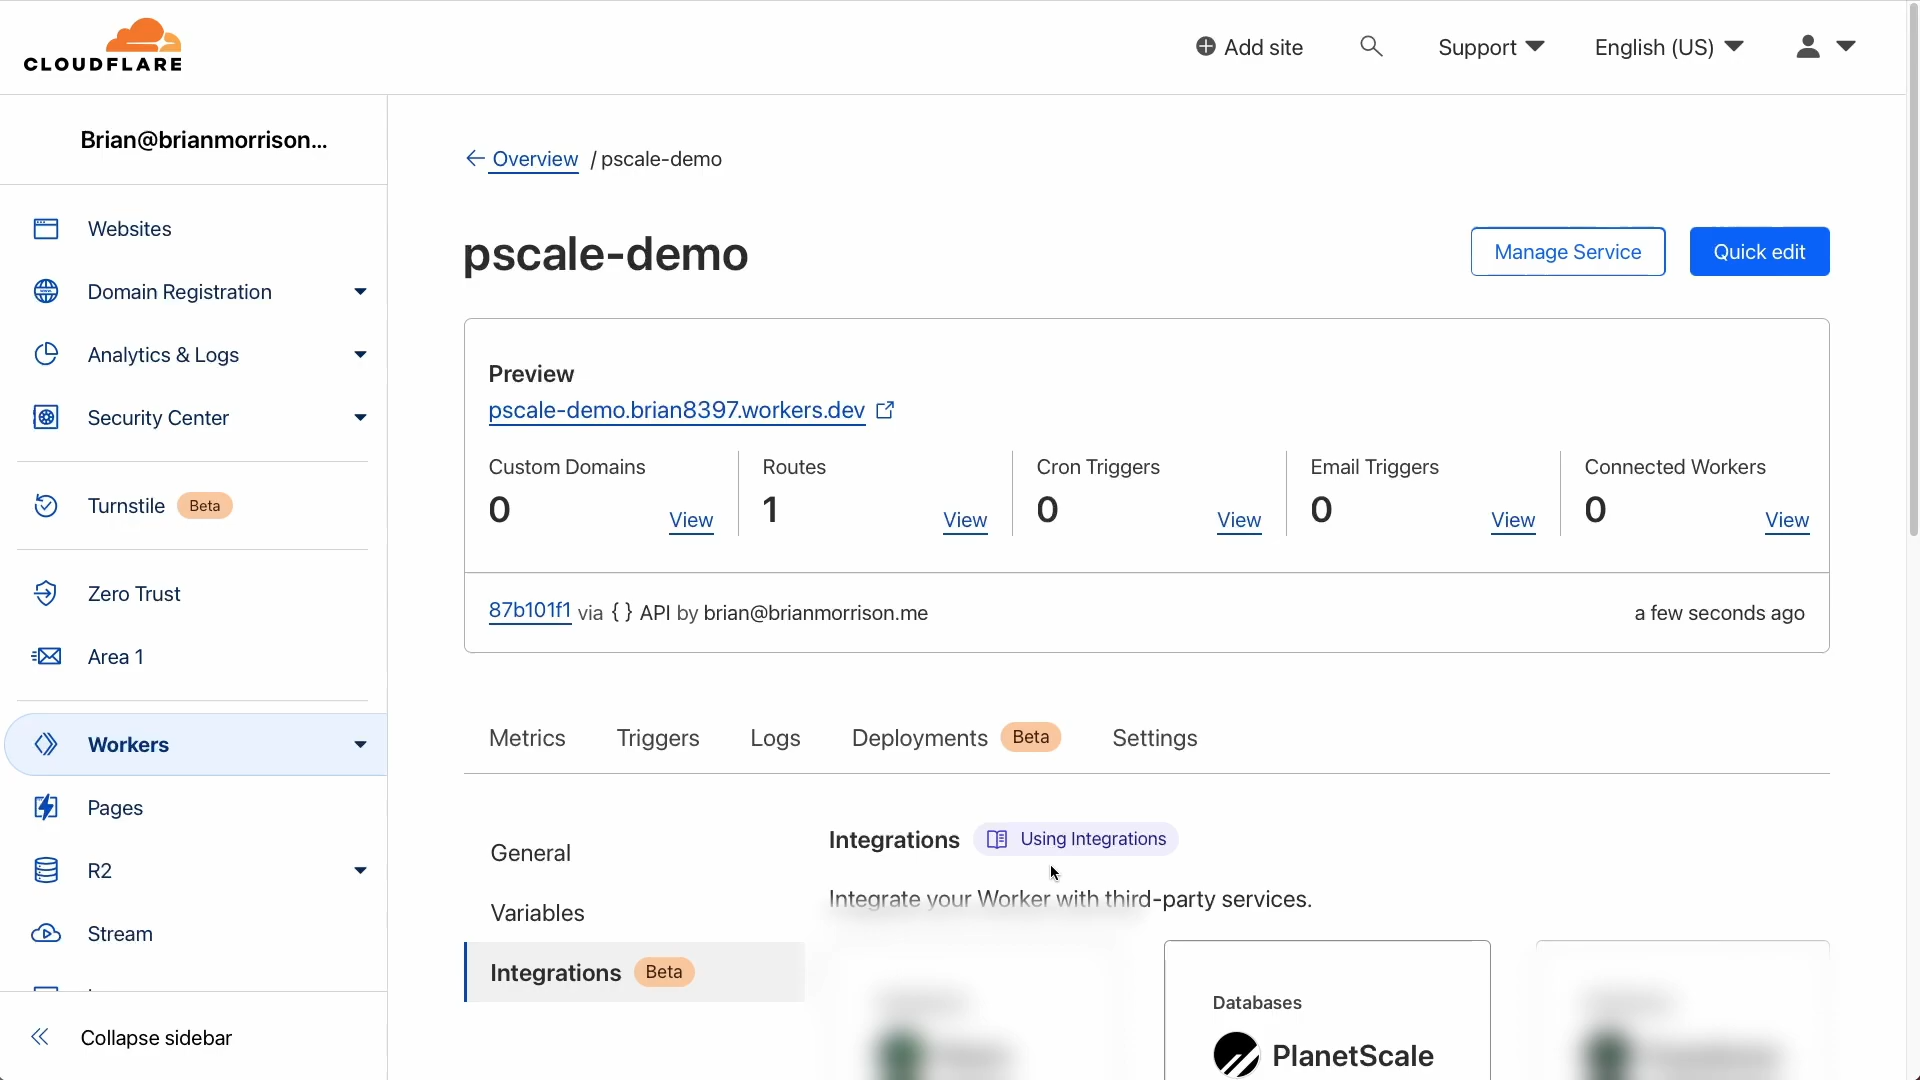 CLOUDFLARE
Add site
Support
English (US)
Brian@brianmorrison...
Websites
Domain Registration
Analytics & Logs
Security Center
Turnstile Beta
Zero Trust
Area 1
Workers
Pages
R2
Stream
Collapse sidebar
← Overview / pscale-demo
pscale-demo
Manage Service
Quick edit
Preview
pscale-demo.brian8397.workers.dev
Custom Domains
0
View
Routes
1
View
Cron Triggers
0
View
Email Triggers
0
View
Connected Workers
0
View
87b101f1 via { } API by brian@brianmorrison.me
a few seconds ago
Metrics
Triggers
Logs
Deployments Beta
Settings
General
Variables
Integrations Beta
Integrations
Using Integrations
Integrate your Worker with third-party services.
Databases
PlanetScale